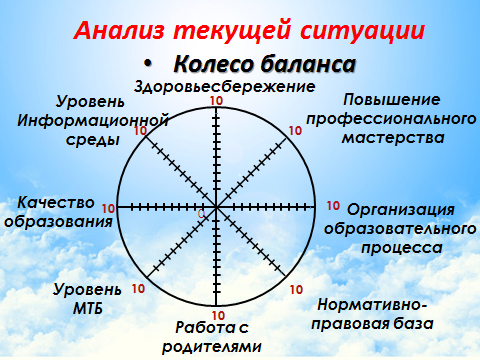 Анализ текущей ситуации
• Колесо баланса
Здоровьесбережение
10
Уровень
Информационной
среды
10
Повышение
профессионального
мастерства
10
Качество
образования
10
0
10
Организация
образовательного
процесса
Уровень
МТБ
10
10
Работа с
родителями
10
Нормативно-
правовая база